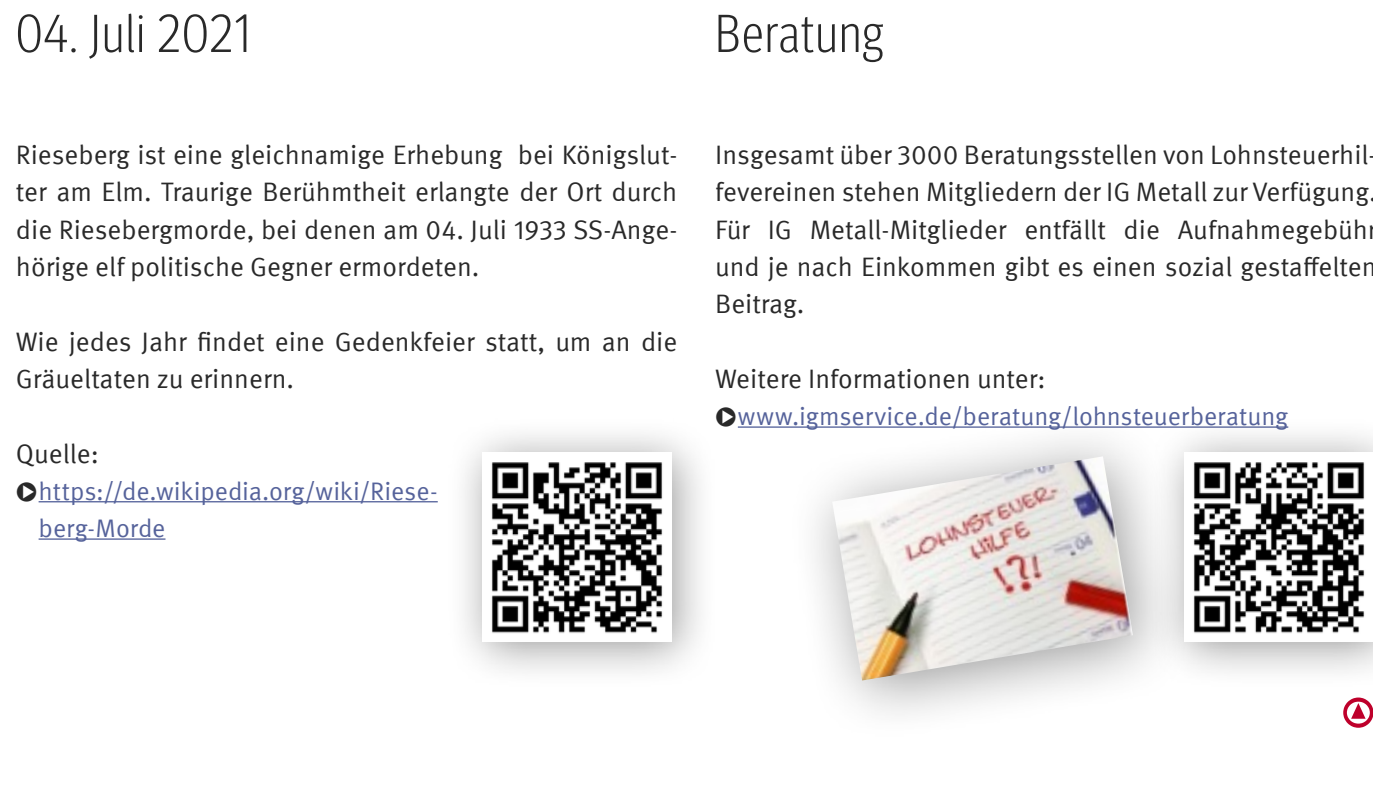 04. Juli 2021
Rieseberg ist eine gleichnamige Erhebung bei Königslut-
ter am Elm. Traurige Berühmtheit erlangte der Ort durch
die Riesebergmorde, bei denen am 04. Juli 1933 SS-Ange-
hörige elf politische Gegner ermordeten.
Wie jedes Jahr findet eine Gedenkfeier statt, um an die
Gräueltaten zu erinnern.
Quelle:
https://de.wikipedia.org/wiki/Riese-
berg-Morde
Beratung
Insgesamt über 3000 Beratungsstellen von Lohnsteuerhil-
fevereinen stehen Mitgliedern der IG Metall zur Verfügung.
Für IG Metall-Mitglieder entfällt die Aufnahmegebühr
und je nach Einkommen gibt es einen sozial gestaffelten
Beitrag.
Weitere Informationen unter:
www.igmservice.de/beratung/lohnsteuerberatung
LOHNSTEUER-
HILFE
!?!
04